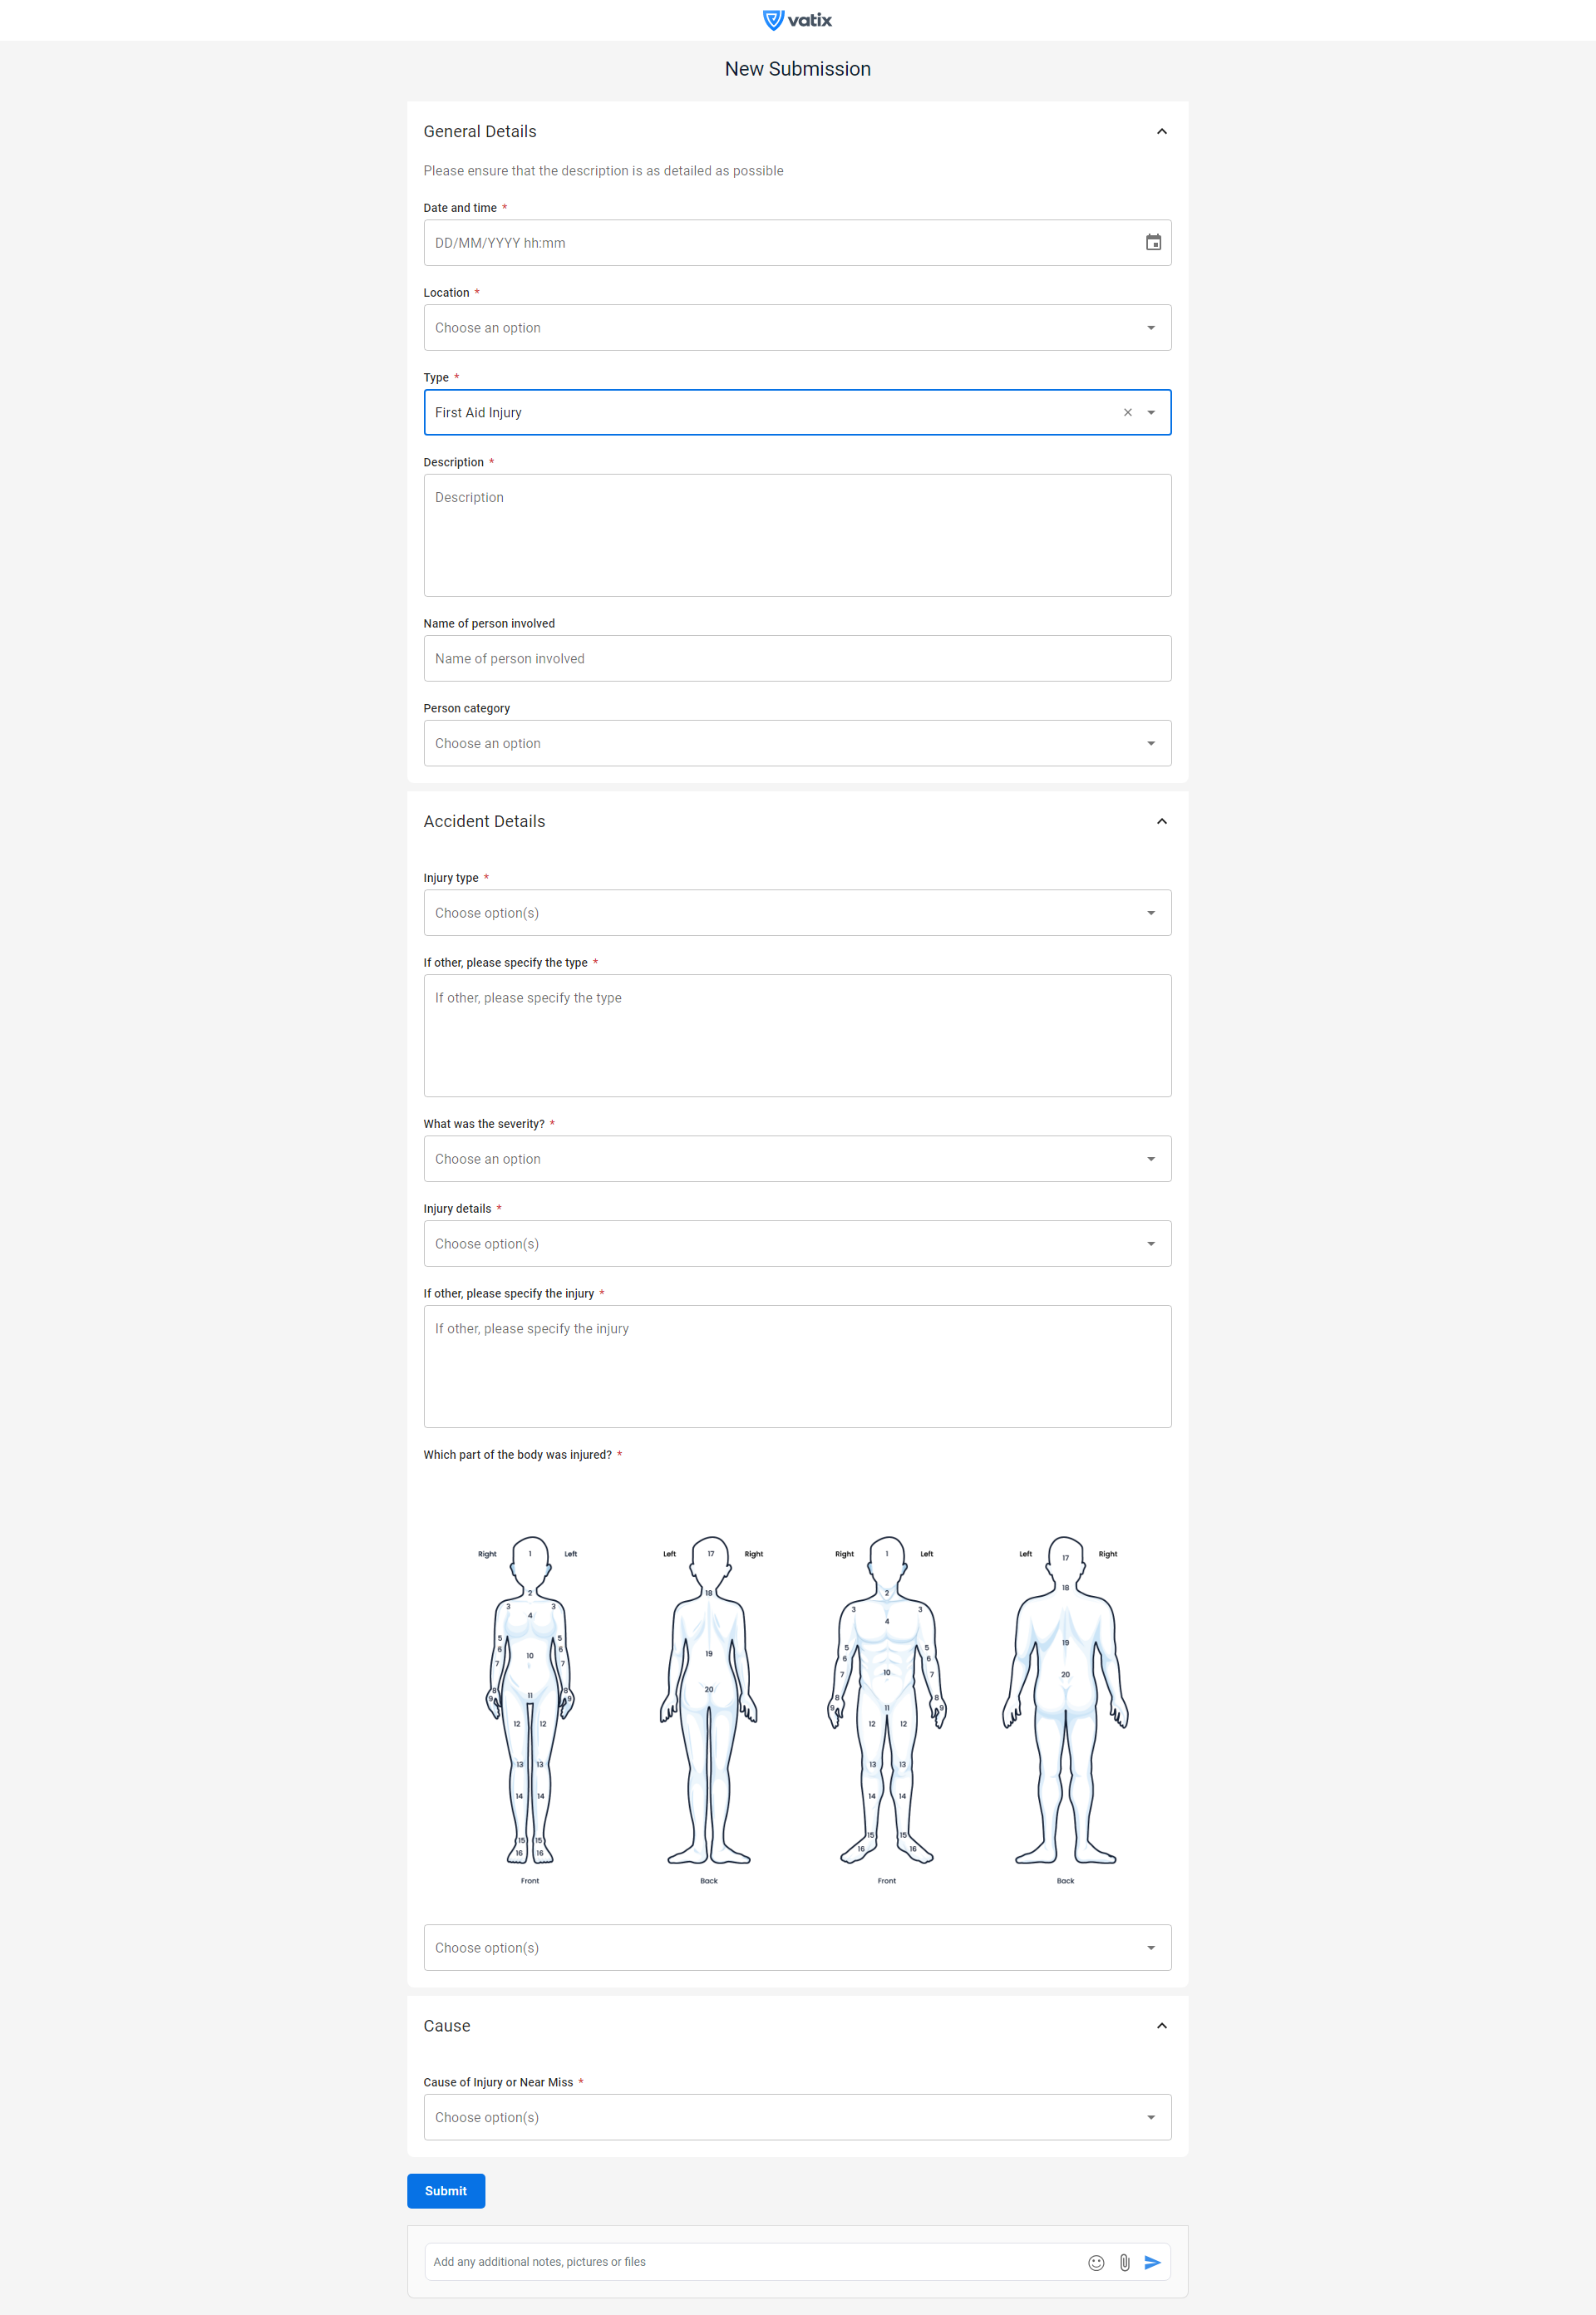 vatix
New Submission
General Details
Please ensure that the description is as detailed as possible
Date and time *
DD/MM/YYYY hh:mm
Location *
Choose an option
Type *
First Aid Injury
Description *
Description
Name of person involved
Name of person involved
Person category
Choose an option
Accident Details
Injury type *
Choose option(s)
If other, please specify the type *
If other, please specify the type
What was the severity? *
Choose an option
Injury details *
Choose option(s)
If other, please specify the injury *
If other, please specify the injury
Which part of the body was injured? *
Right 1 Left
2
3 3
4
5 5
6 6
10
7 7
8 8
9 9
11
12 12
13 13
14 14
15 15
16 16
Front
Left 17 Right
18
19
20
Back
Right 1 Left
2
3 3
4
5 5
6 6
10
7 7
8 8
9 9
11
12 12
13 13
14 14
15 15
16 16
Front
Left 17 Right
18
19
20
Back
Choose option(s)
Cause
Cause of Injury or Near Miss *
Choose option(s)
Submit
Add any additional notes, pictures or files